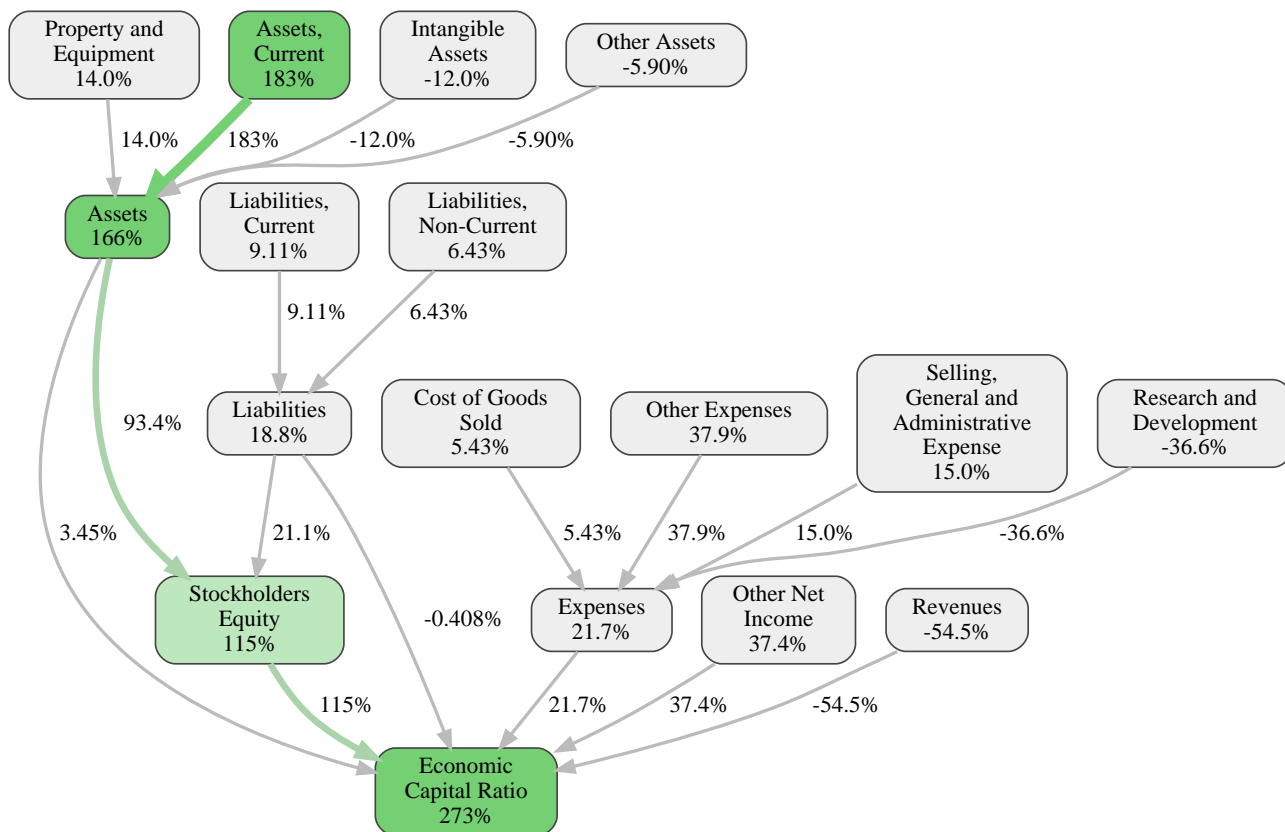 Property and
Equipment
14.0%
Assets,
Current
183%
Intangible
Assets
-12.0%
Other Assets
-5.90%
14.0%
183%
-12.0%
-5.90%
Assets
166%
Liabilities,
Current
9.11%
Liabilities,
Non-Current
6.43%
9.11%
6.43%
93.4%
Liabilities
18.8%
Cost of Goods
Sold
5.43%
Other Expenses
37.9%
Selling,
General and
Administrative
Expense
15.0%
Research and
Development
-36.6%
3.45%
21.1%
5.43%
37.9%
15.0%
-36.6%
Stockholders
Equity
115%
-0.408%
Expenses
21.7%
Other Net
Income
37.4%
Revenues
-54.5%
115%
21.7%
37.4%
-54.5%
Economic
Capital Ratio
273%